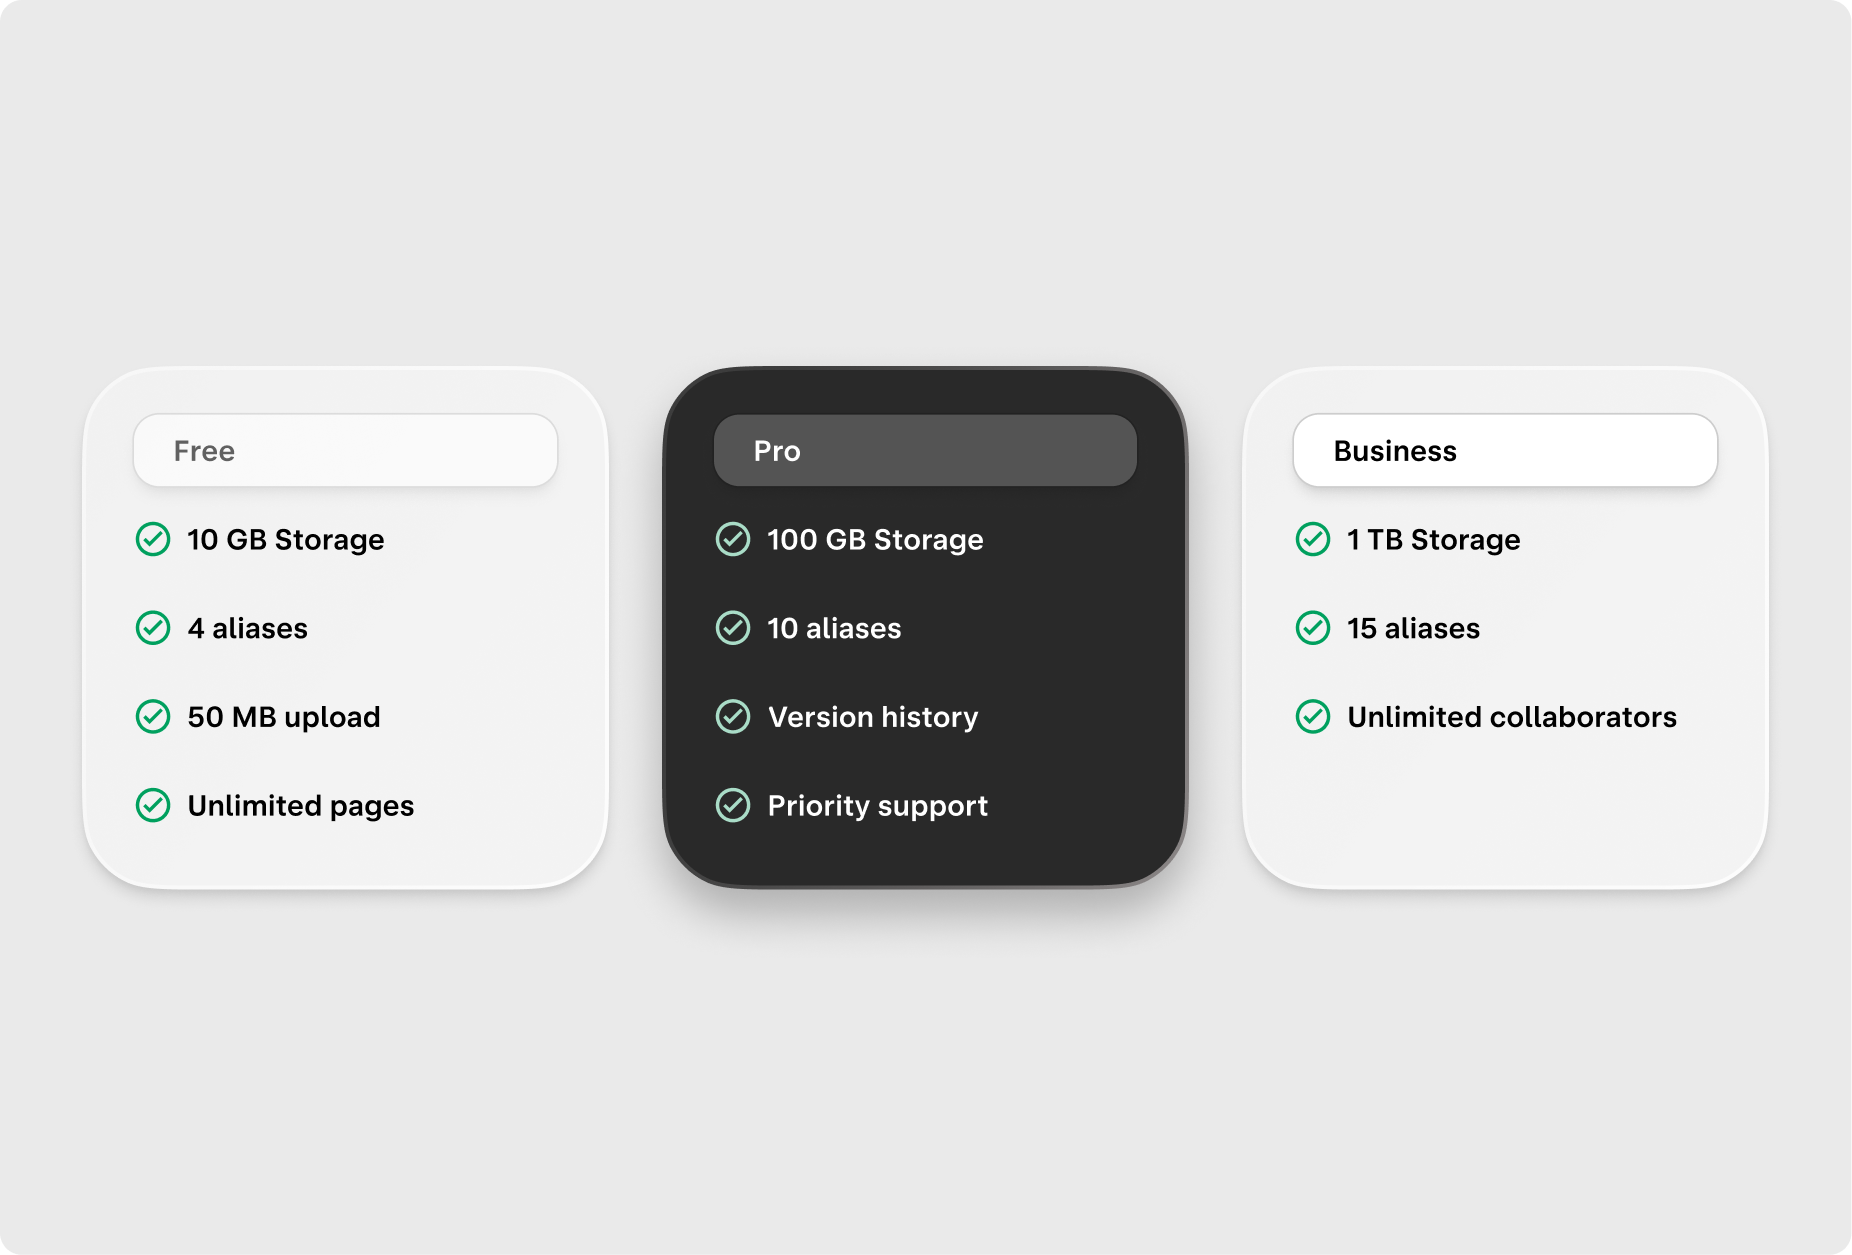 Free
10 GB Storage
4 aliases
50 MB upload
Unlimited pages
Pro
100 GB Storage
10 aliases
Version history
Priority support
Business
1 TB Storage
15 aliases
Unlimited collaborators